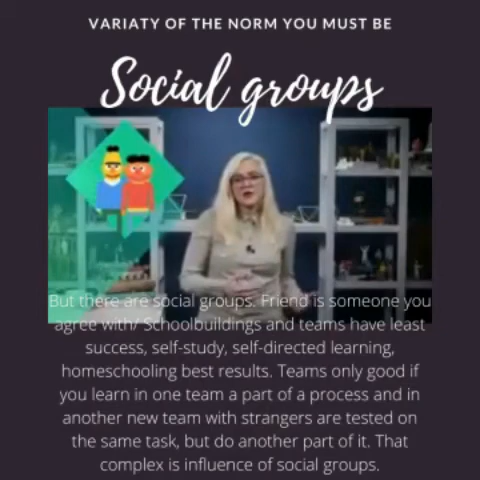 VARIATY OF THE NORM YOU MUST BE
Social groups
But there are social groups. Friend is someone you
agree with/ Schoolbuildings and teams have least
success, self-study, self-directed learning,
homeschooling best results. Teams only good if
you learn in one team a part of a process and in
another new team with strangers are tested on
the same task, but do another part of it. That
complex is influence of social groups.